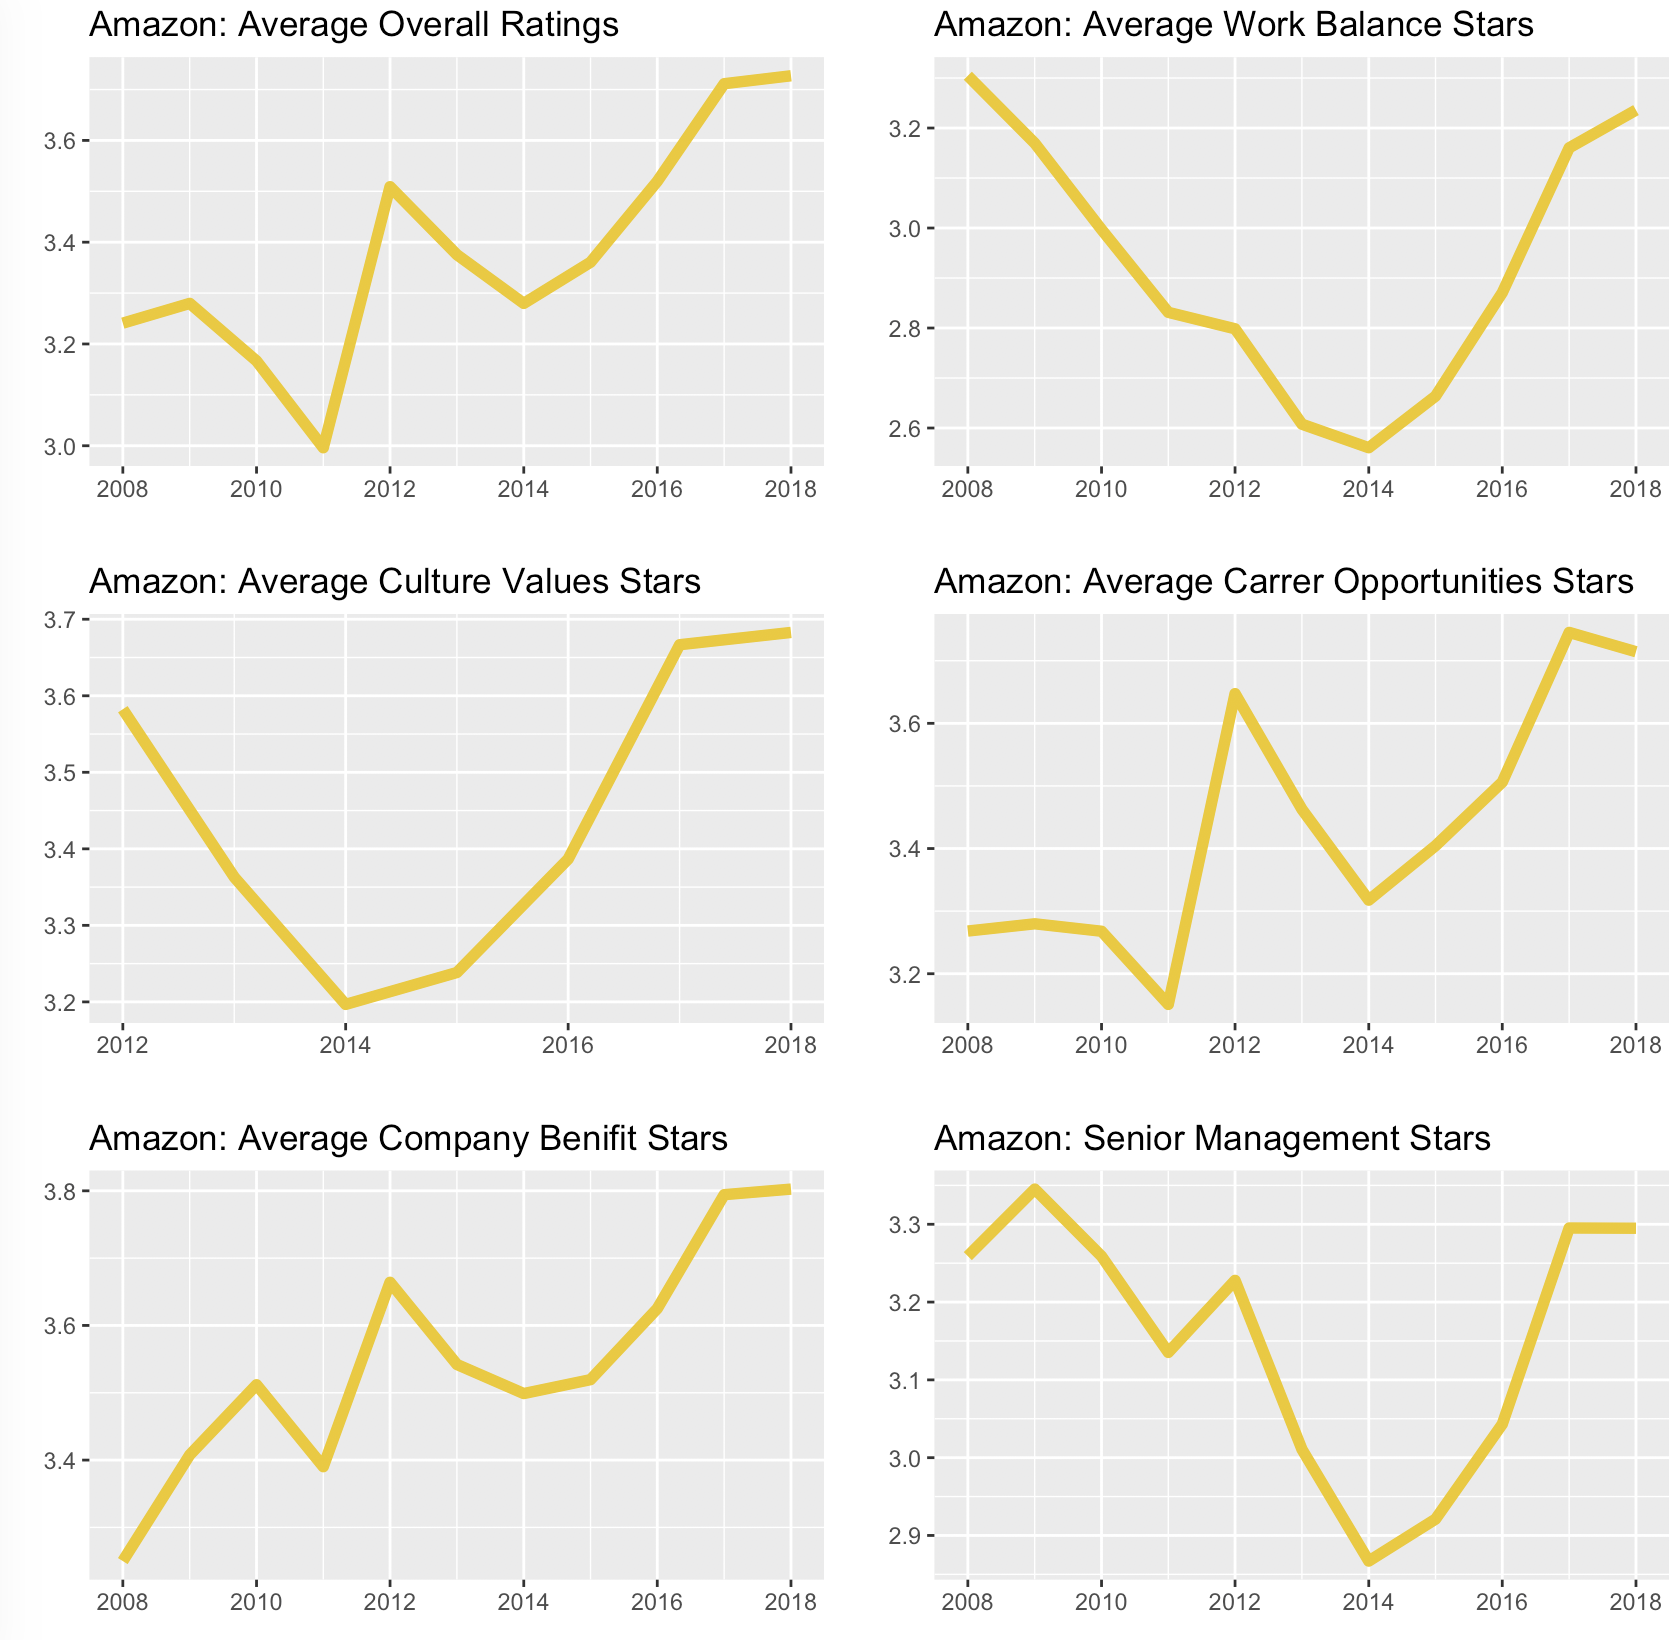 Amazon: Average Overall Ratings
3.6
3.4
3.2
3.0
2008 2010 2012 2014 2016 2018
Amazon: Average Work Balance Stars
3.2
3.0
2.8
2.6
2008 2010 2012 2014 2016 2018
Amazon: Average Culture Values Stars
3.7
3.6
3.5
3.4
3.3
3.2
2012 2014 2016 2018
Amazon: Average Carrer Opportunities Stars
3.6
3.4
3.2
2008 2010 2012 2014 2016 2018
Amazon: Average Company Benifit Stars
3.8
3.6
3.4
2008 2010 2012 2014 2016 2018
Amazon: Senior Management Stars
3.3
3.2
3.1
3.0
2.9
2008 2010 2012 2014 2016 2018